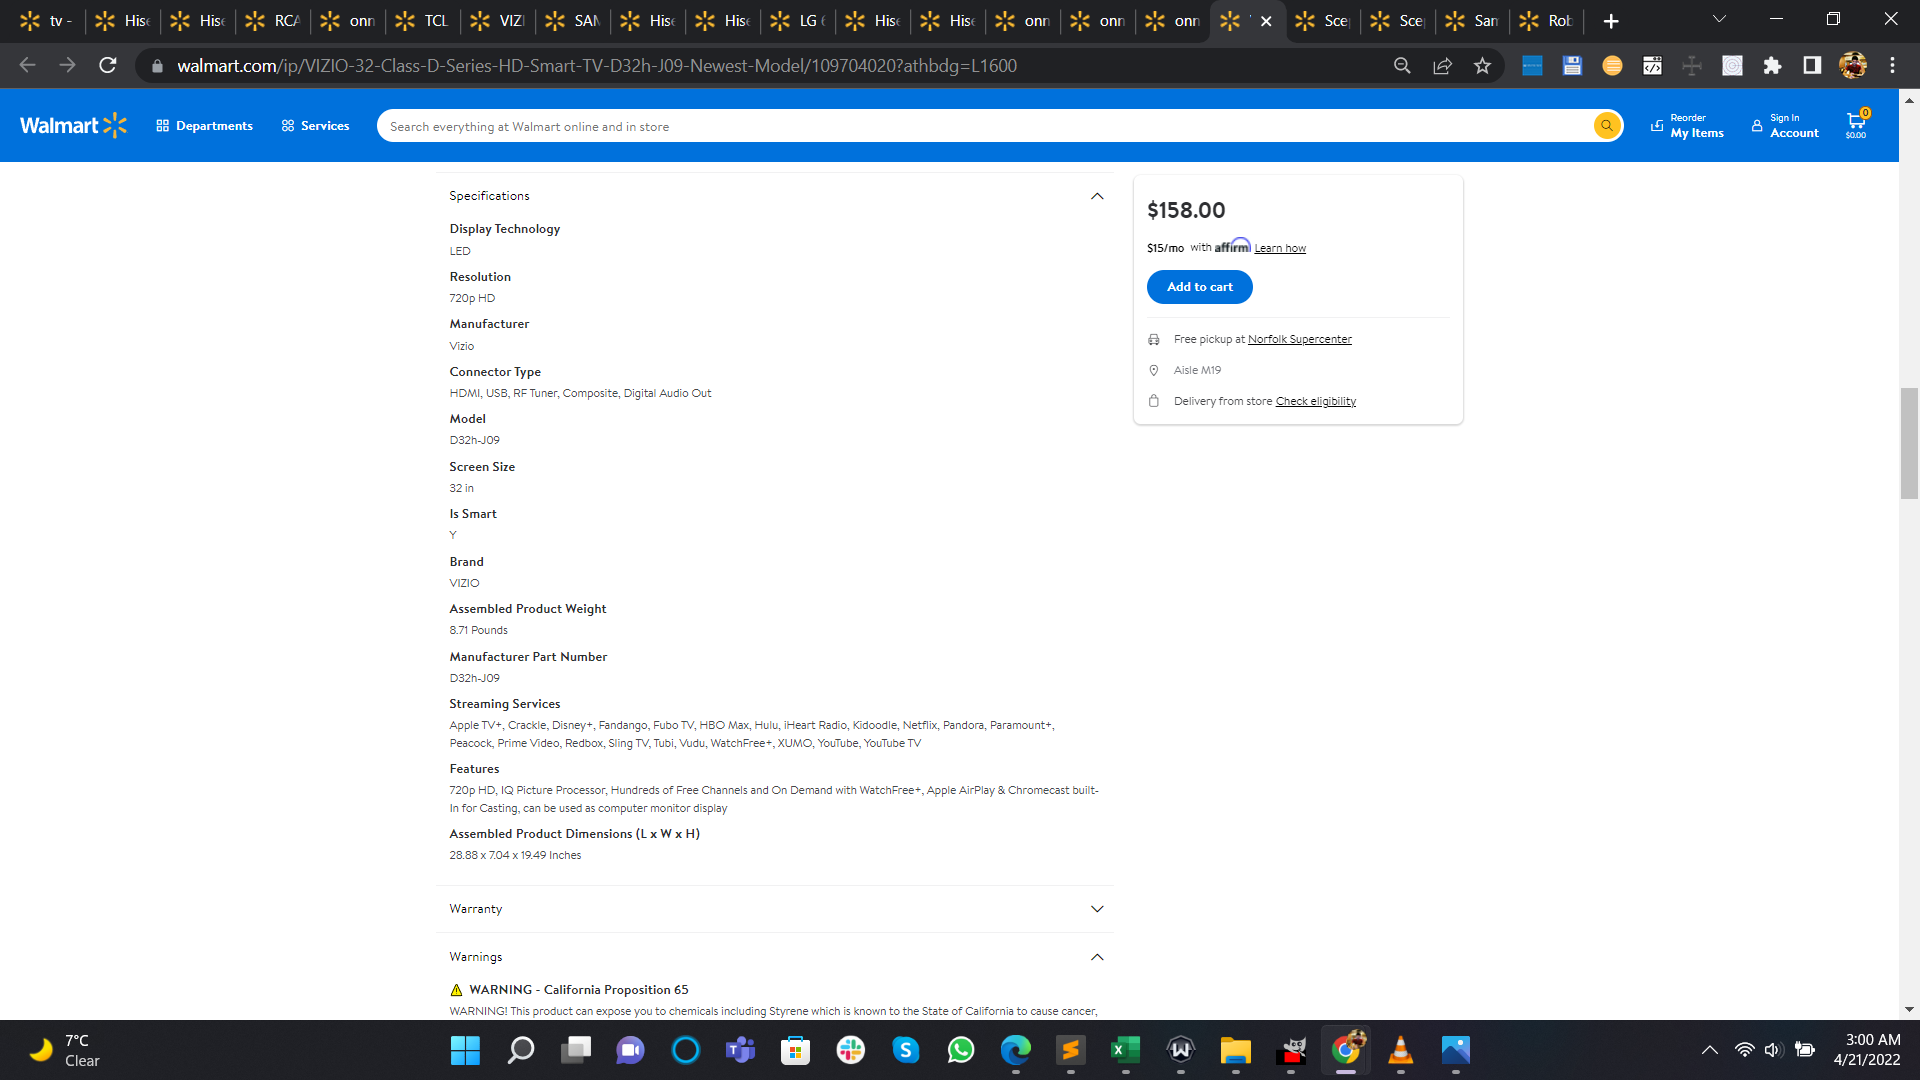 tv -
Hise
Hise
RCA
onn
TCL
VIZI
SAM
Hise
Hise
LG 6
Hise
Hise
onn
onn
onn
Scep
Scep
Sam
Rob
walmart.com/ip/VIZIO-32-Class-D-Series-HD-Smart-TV-D32h-J09-Newest-Model/109704020?athbdg=L1600
Walmart
Departments
Services
Search everything at Walmart online and in store
Reorder
My Items
Sign In
Account
0
$0.00
Specifications
Display Technology
LED
Resolution
720p HD
Manufacturer
Vizio
Connector Type
HDMI, USB, RF Tuner, Composite, Digital Audio Out
Model
D32h-J09
Screen Size
32 in
Is Smart
Y
Brand
VIZIO
Assembled Product Weight
8.71 Pounds
Manufacturer Part Number
D32h-J09
Streaming Services
Apple TV+, Crackle, Disney+, Fandango, Fubo TV, HBO Max, Hulu, iHeart Radio, Kidoodle, Netflix, Pandora, Paramount+,
Peacock, Prime Video, Redbox, Sling TV, Tubi, Vudu, WatchFree+, XUMO, YouTube, YouTube TV
Features
720p HD, IQ Picture Processor, Hundreds of Free Channels and On Demand with WatchFree+, Apple AirPlay & Chromecast built-
In for Casting, can be used as computer monitor display
Assembled Product Dimensions (L x W x H)
28.88 x 7.04 x 19.49 Inches
Warranty
Warnings
WARNING - California Proposition 65
WARNING! This product can expose you to chemicals including Styrene which is known to the State of California to cause cancer,
$158.00
$15/mo with affirm Learn how
Add to cart
Free pickup at Norfolk Supercenter
Aisle M19
Delivery from store Check eligibility
7°C
Clear
3:00 AM
4/21/2022